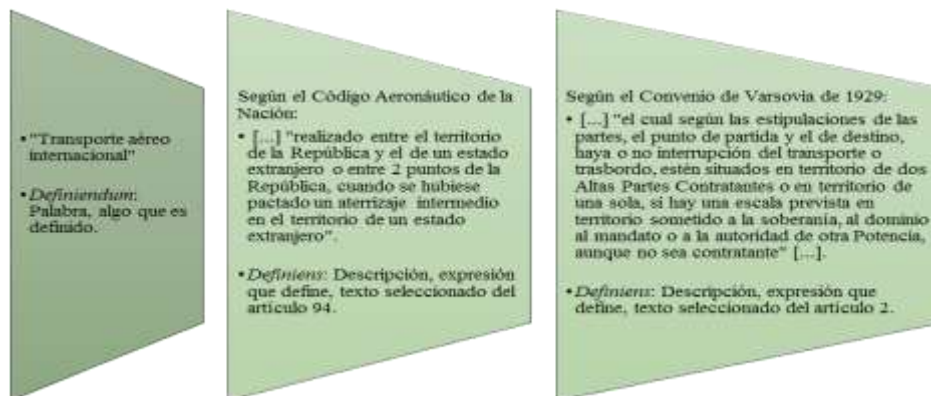 • "Transporte aéreo
internacional"
• Definiendum:
Palabra, algo que es
definido.
Según el Código Aeronáutico de la
Nación:
• [...] "realizado entre el territorio
de la República y el de un estado
extranjero o entre 2 puntos de la
República, cuando se hubiese
pactado un aterrizaje intermedio
en el territorio de un estado
extranjero".
• Definiens: Descripción, expresión
que define, texto seleccionado del
artículo 94.
Según el Convenio de Varsovia de 1929:
• [...] "el cual según las estipulaciones de las
partes, el punto de partida y el de destino,
haya o no interrupción del transporte o
trasbordo, estén situados en territorio de dos
Altas Partes Contratantes o en territorio de
una sola, si hay una escala prevista en
territorio sometido a la soberanía, al dominio
al mandato o a la autoridad de otra Potencia,
aunque no sea contratante" [...].
• Definiens: Descripción, expresión que
define, texto seleccionado del artículo 2.